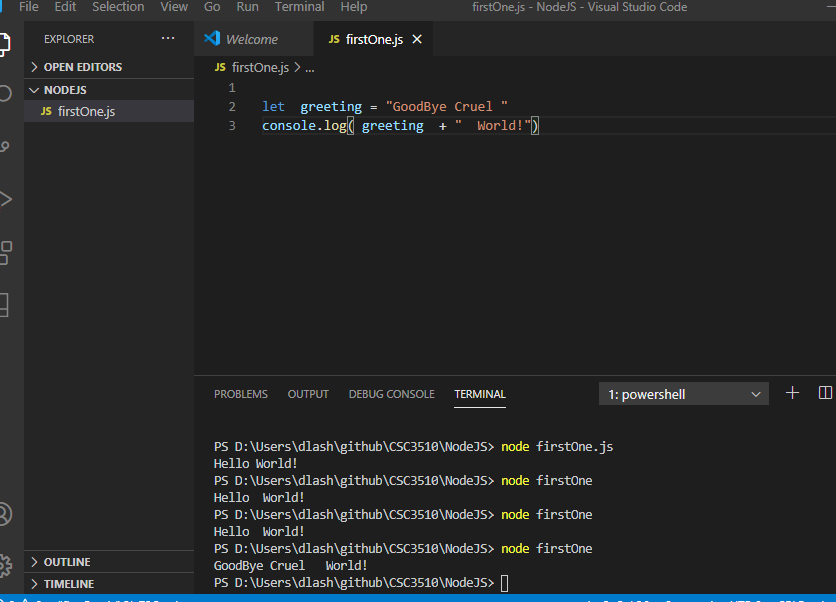 File Edit Selection View Go Run Terminal Help firstOne.js - NodeJS - Visual Studio Code
EXPLORER ...
Welcome JS firstOne.js ×
OPEN EDITORS
JS firstOne.js > ...
NODEJS
JS firstOne.js
1
2 let  greeting = "GoodBye Cruel "
3 console.log( greeting  + "  World!")
PROBLEMS OUTPUT DEBUG CONSOLE TERMINAL 1: powershell
PS D:\Users\dlash\github\CSC3510\NodeJS> node firstOne.js
Hello World!
PS D:\Users\dlash\github\CSC3510\NodeJS> node firstOne
Hello  World!
PS D:\Users\dlash\github\CSC3510\NodeJS> node firstOne
Hello  World!
PS D:\Users\dlash\github\CSC3510\NodeJS> node firstOne
GoodBye Cruel   World!
PS D:\Users\dlash\github\CSC3510\NodeJS>
OUTLINE
TIMELINE